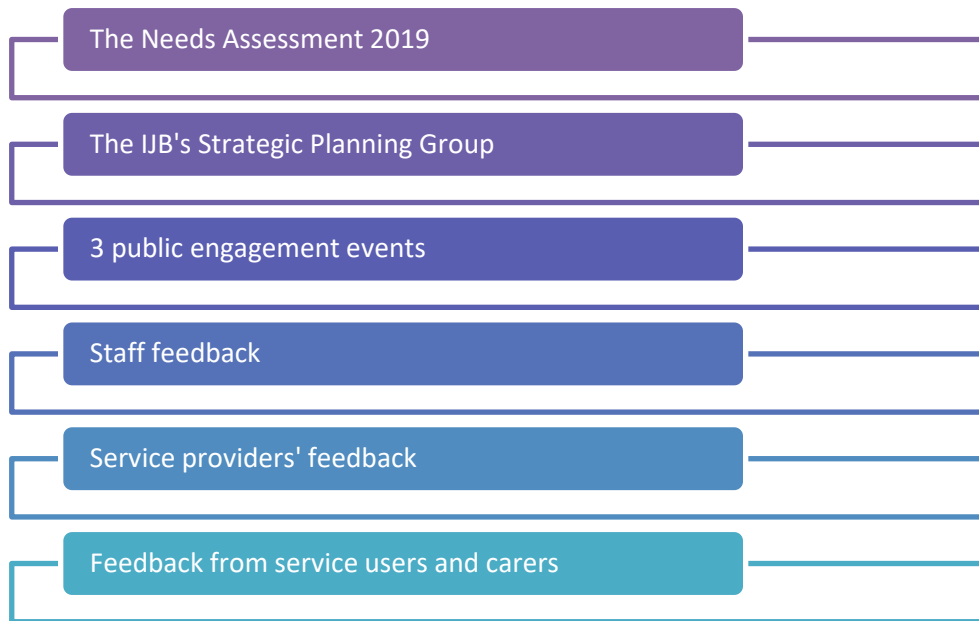 The Needs Assessment 2019
The IJB's Strategic Planning Group
3 public engagement events
Staff feedback
Service providers' feedback
Feedback from service users and carers